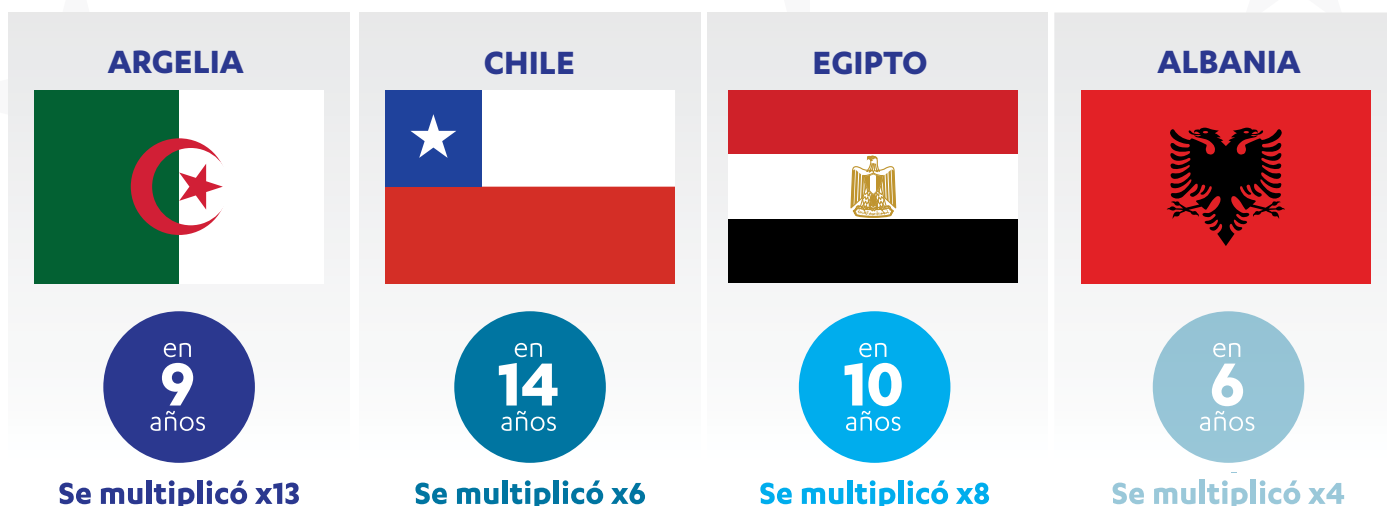 ARGELIA
en
9
años
Se multiplicó x13
CHILE
en
14
años
Se multiplicó x6
EGIPTO
en
10
años
Se multiplicó x8
ALBANIA
en
6
años
Se multiplicó x4